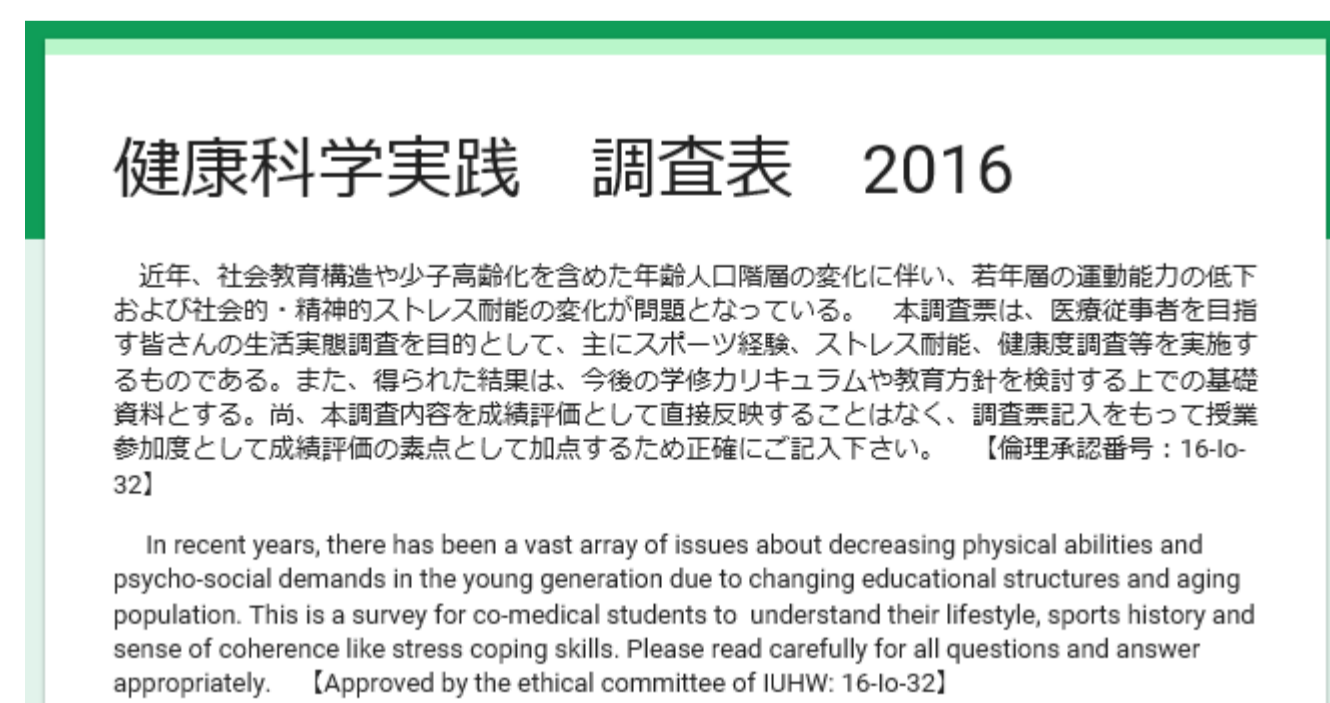 健康科学実践　調査表　2016
　近年、社会教育構造や少子高齢化を含めた年齢人口階層の変化に伴い、若年層の運動能力の低下
および社会的・精神的ストレス耐能の変化が問題となっている。　本調査票は、医療従事者を目指
す皆さんの生活実態調査を目的として、主にスポーツ経験、ストレス耐能、健康度調査等を実施す
るものである。また、得られた結果は、今後の学修カリキュラムや教育方針を検討する上での基礎
資料とする。尚、本調査内容を成績評価として直接反映することはなく、調査票記入をもって授業
参加度として成績評価の素点として加点するため正確にご記入下さい。　【倫理承認番号：16-Io-
32】
In recent years, there has been a vast array of issues about decreasing physical abilities and
psycho-social demands in the young generation due to changing educational structures and aging
population. This is a survey for co-medical students to  understand their lifestyle, sports history and
sense of coherence like stress coping skills. Please read carefully for all questions and answer
appropriately.　【Approved by the ethical committee of IUHW: 16-Io-32】